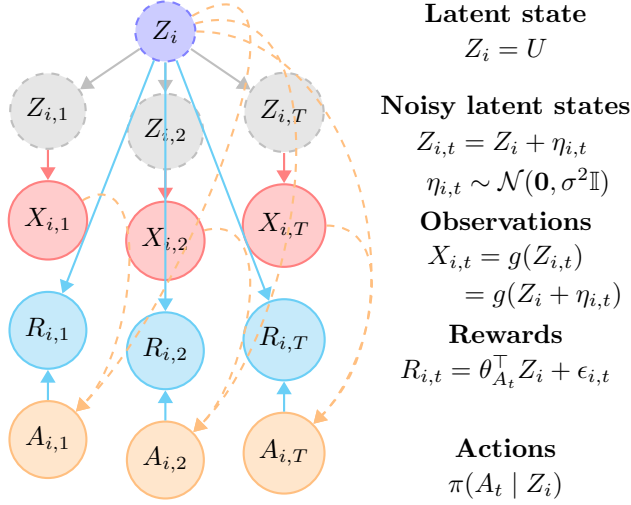 Z_i
Z_{i,1}
Z_{i,2}
Z_{i,T}
X_{i,1}
X_{i,2}
X_{i,T}
R_{i,1}
R_{i,2}
R_{i,T}
A_{i,1}
A_{i,2}
A_{i,T}
Latent state
Z_i = U
Noisy latent states
Z_{i,t} = Z_i + η_{i,t}
η_{i,t} ∼ 𝒩(𝟎, σ²𝕀)
Observations
X_{i,t} = g(Z_{i,t})
= g(Z_i + η_{i,t})
Rewards
R_{i,t} = θ_{A_t}^⊤ Z_i + ϵ_{i,t}
Actions
π(A_t | Z_i)